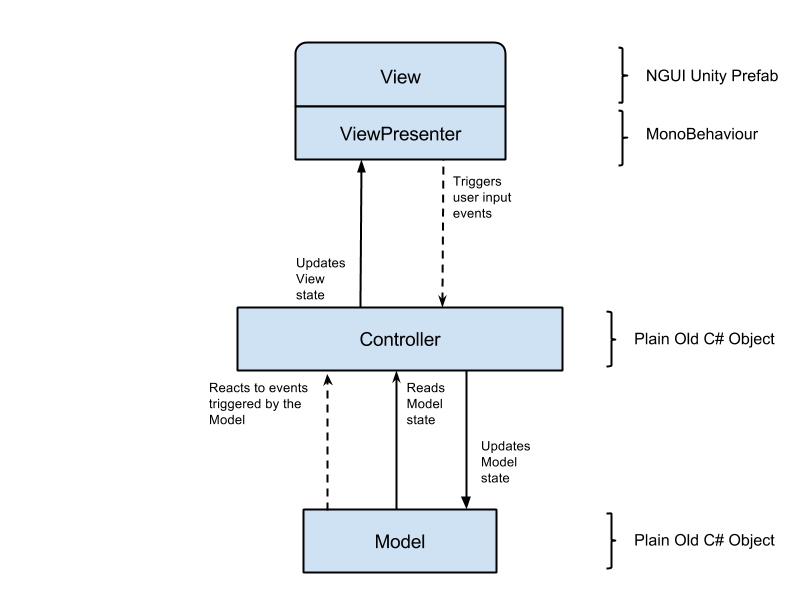 View
NGUI Unity Prefab
ViewPresenter
MonoBehaviour
Triggers
user input
events
Updates
View
state
Controller
Plain Old C# Object
Reacts to events
triggered by the
Model
Reads
Model
state
Updates
Model
state
Model
Plain Old C# Object